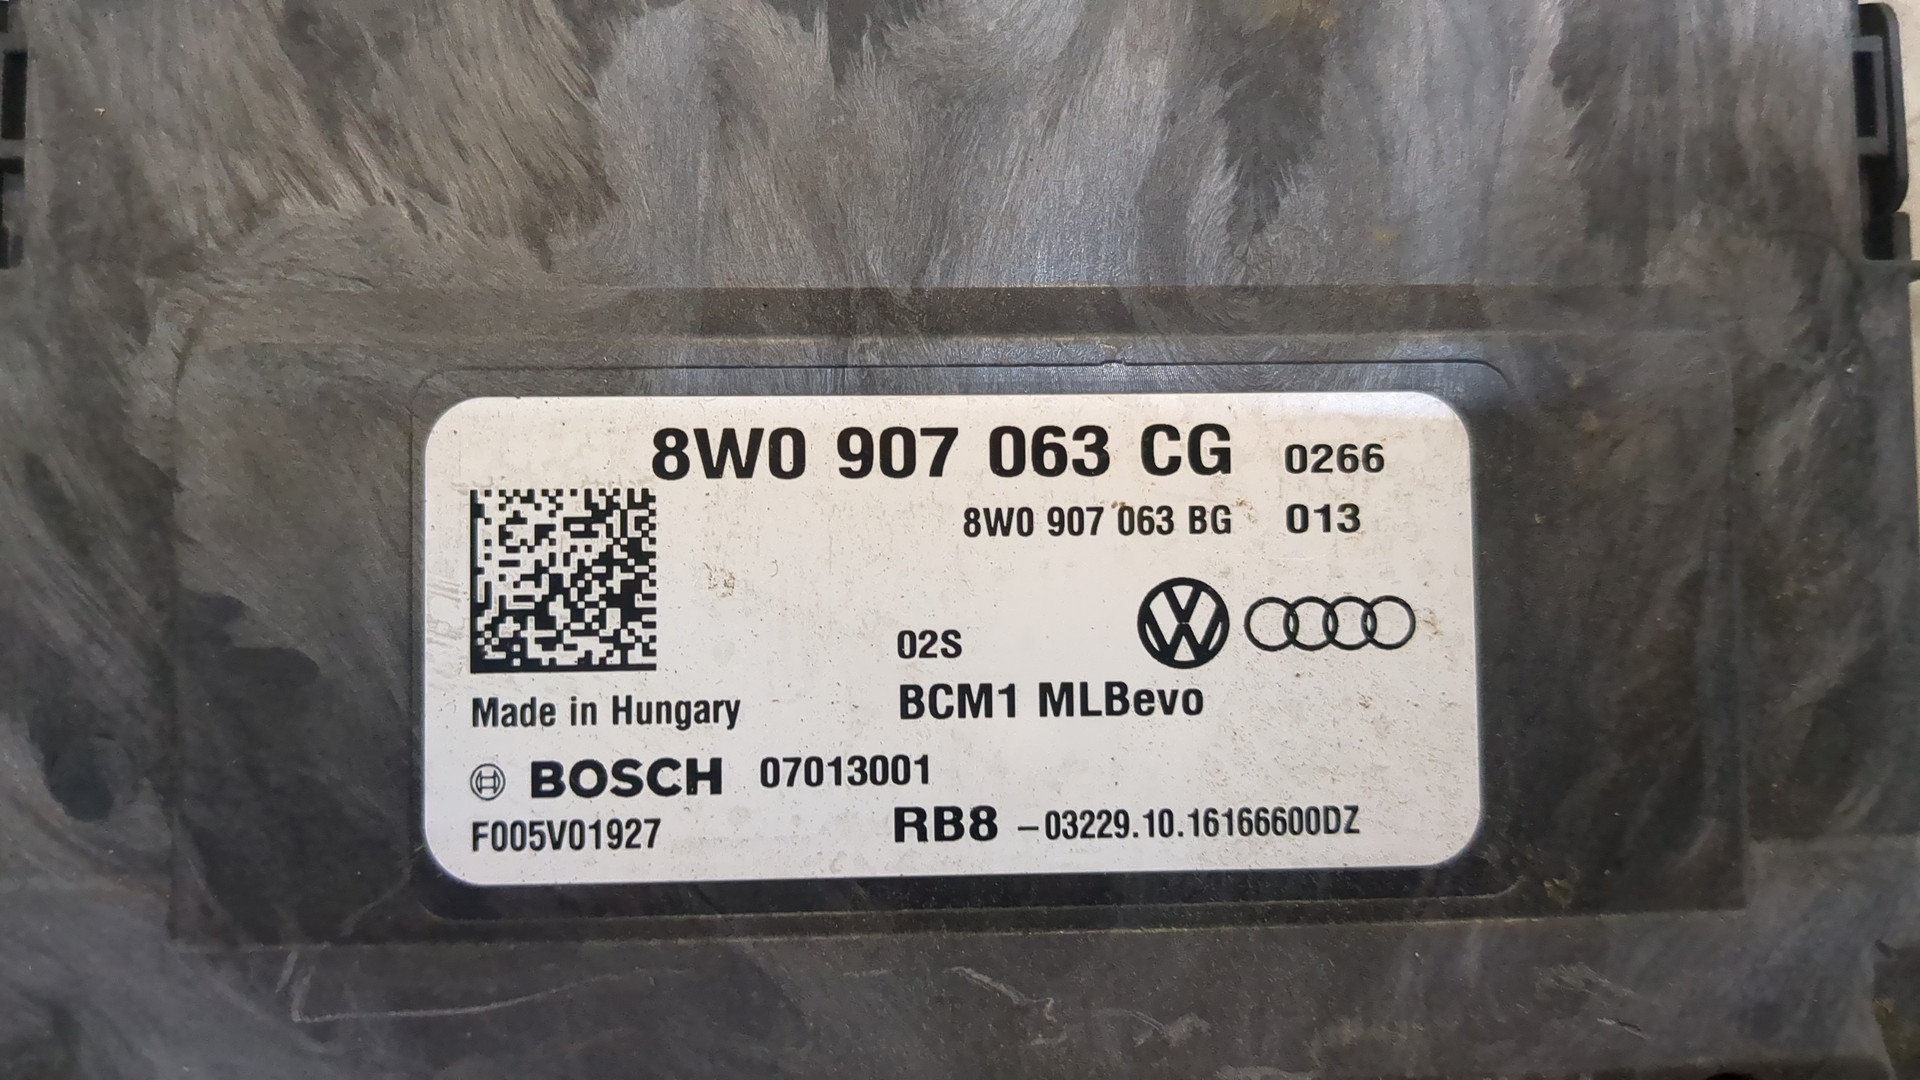 8W0 907 063 CG 0266
8W0 907 063 BG 013
02S
Made in Hungary
BCM1 MLBevo
BOSCH 07013001
F005V01927
RB8 –03229.10.16166600DZ